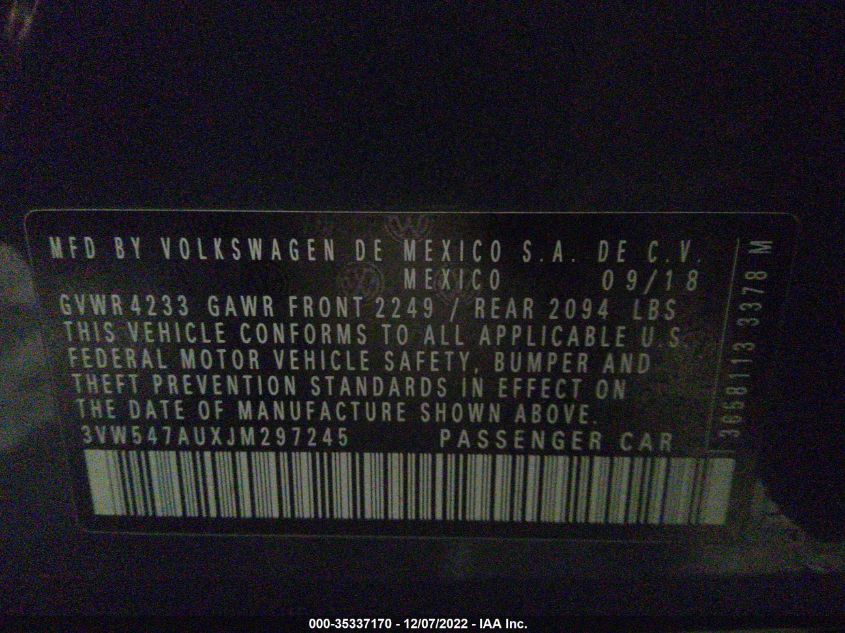 MFD BY VOLKSWAGEN DE MEXICO S.A. DE C.V.
MEXICO 09/18
GVWR 4233 GAWR FRONT 2249 / REAR 2094 LBS
THIS VEHICLE CONFORMS TO ALL APPLICABLE U.S.
FEDERAL MOTOR VEHICLE SAFETY, BUMPER AND
THEFT PREVENTION STANDARDS IN EFFECT ON
THE DATE OF MANUFACTURE SHOWN ABOVE.
3VW547AUXJM297245 PASSENGER CAR
3378 M
000-35337170 - 12/07/2022 - IAA Inc.